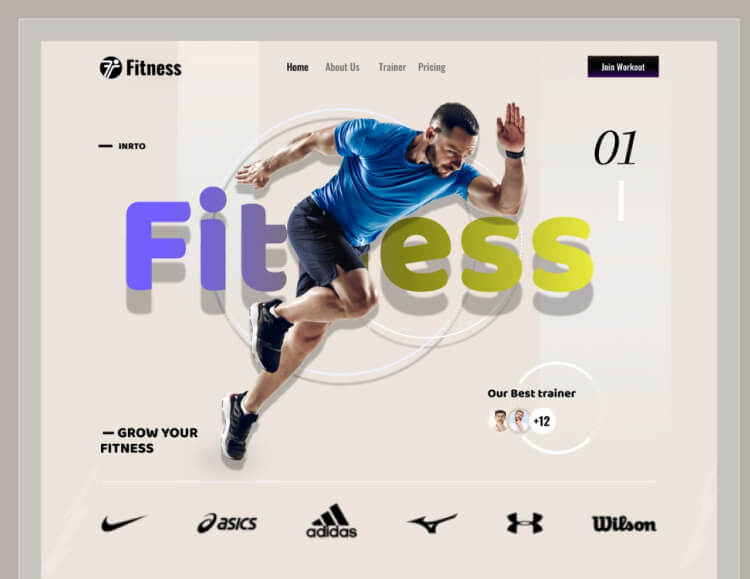 Fitness
Home About Us Trainer Pricing
Join Workout
INRTO
01
Fitness
Our Best trainer
+12
— GROW YOUR
FITNESS
asics
adidas
Wilson